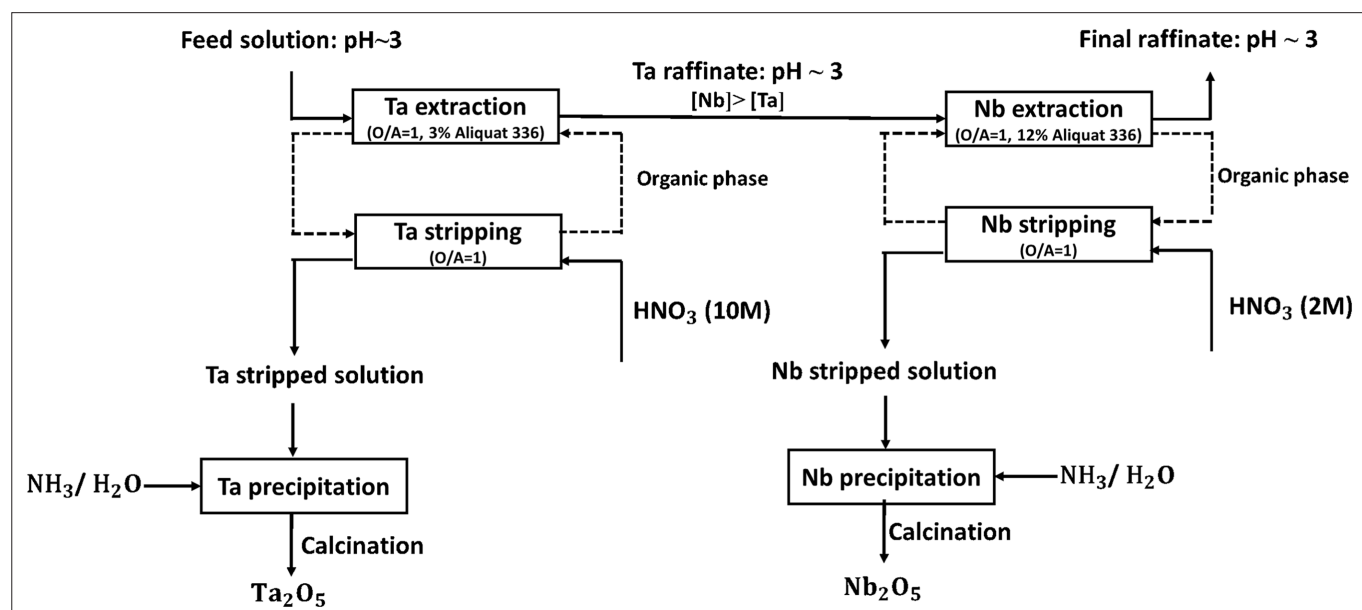 Feed solution: pH~3
Final raffinate: pH ~ 3
Ta raffinate: pH ~ 3
[Nb]> [Ta]
Ta extraction
(O/A=1, 3% Aliquat 336)
Nb extraction
(O/A=1, 12% Aliquat 336)
Organic phase
Organic phase
Ta stripping
(O/A=1)
Nb stripping
(O/A=1)
HNO₃ (10M)
HNO₃ (2M)
Ta stripped solution
Nb stripped solution
NH₃/ H₂O
Ta precipitation
Nb precipitation
NH₃/ H₂O
Calcination
Calcination
Ta₂O₅
Nb₂O₅